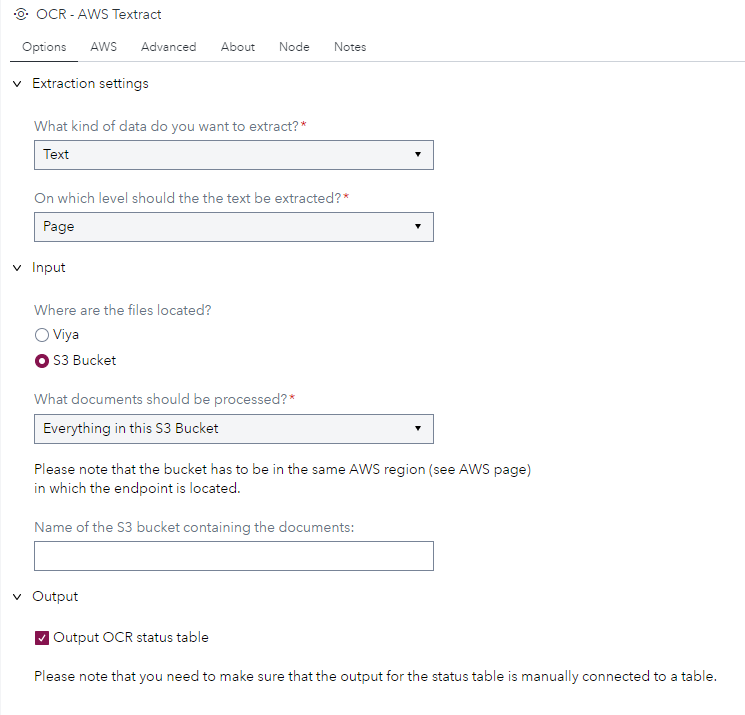 OCR - AWS Textract
Options AWS Advanced About Node Notes
Extraction settings
What kind of data do you want to extract?*
Text
On which level should the the text be extracted?*
Page
Input
Where are the files located?
Viya
S3 Bucket
What documents should be processed?*
Everything in this S3 Bucket
Please note that the bucket has to be in the same AWS region (see AWS page)
in which the endpoint is located.
Name of the S3 bucket containing the documents:
Output
Output OCR status table
Please note that you need to make sure that the output for the status table is manually connected to a table.